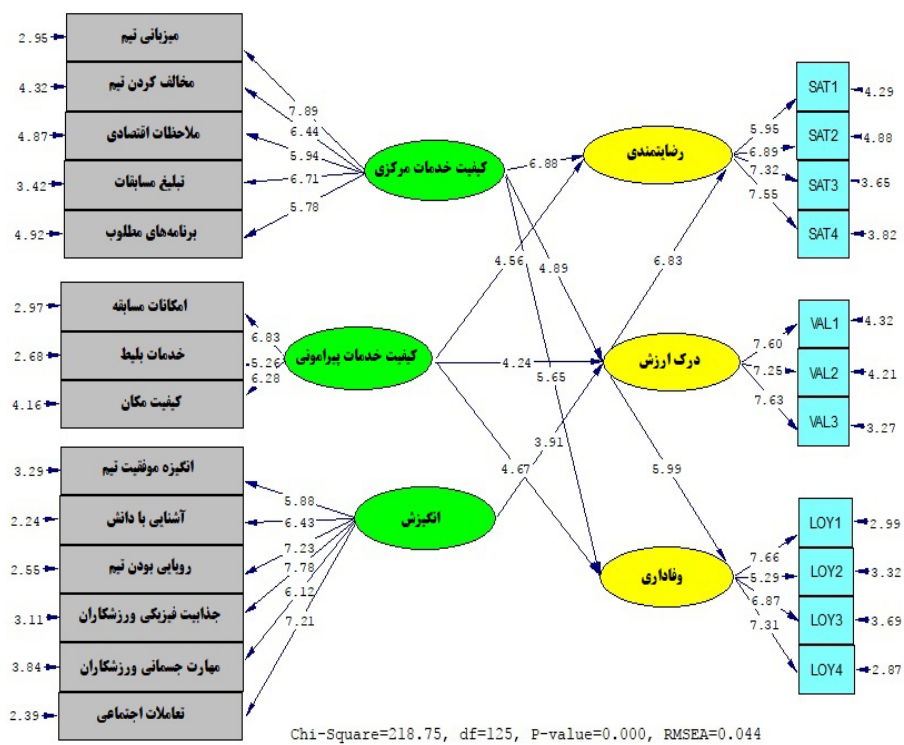 2.95
میزبانی تیم
4.32
مخالف کردن تیم
4.87
ملاحظات اقتصادی
3.42
تبلیغ مسابقات
4.92
برنامه‌های مطلوب
7.89
6.44
5.94
6.71
5.78
کیفیت خدمات مرکزی
6.88
رضایتمندی
5.95
6.89
7.32
7.55
SAT1
4.29
SAT2
4.88
SAT3
3.65
SAT4
3.82
4.56
4.89
6.83
2.97
امکانات مسابقه
2.68
خدمات بلیط
4.16
کیفیت مکان
6.83
5.26
6.28
کیفیت خدمات پیرامونی
4.24
5.65
درک ارزش
7.60
7.25
7.63
VAL1
4.32
VAL2
4.21
VAL3
3.27
3.91
4.67
5.99
3.29
انگیزه موفقیت تیم
2.24
آشنایی با دانش
2.55
رویایی بودن تیم
3.11
جذابیت فیزیکی ورزشکاران
3.84
مهارت جسمانی ورزشکاران
2.39
تعاملات اجتماعی
5.88
6.43
7.23
7.78
6.12
7.21
انگیزش
وفاداری
7.66
5.29
6.87
7.31
LOY1
2.99
LOY2
3.32
LOY3
3.69
LOY4
2.87
Chi-Square=218.75, df=125, P-value=0.000, RMSEA=0.044